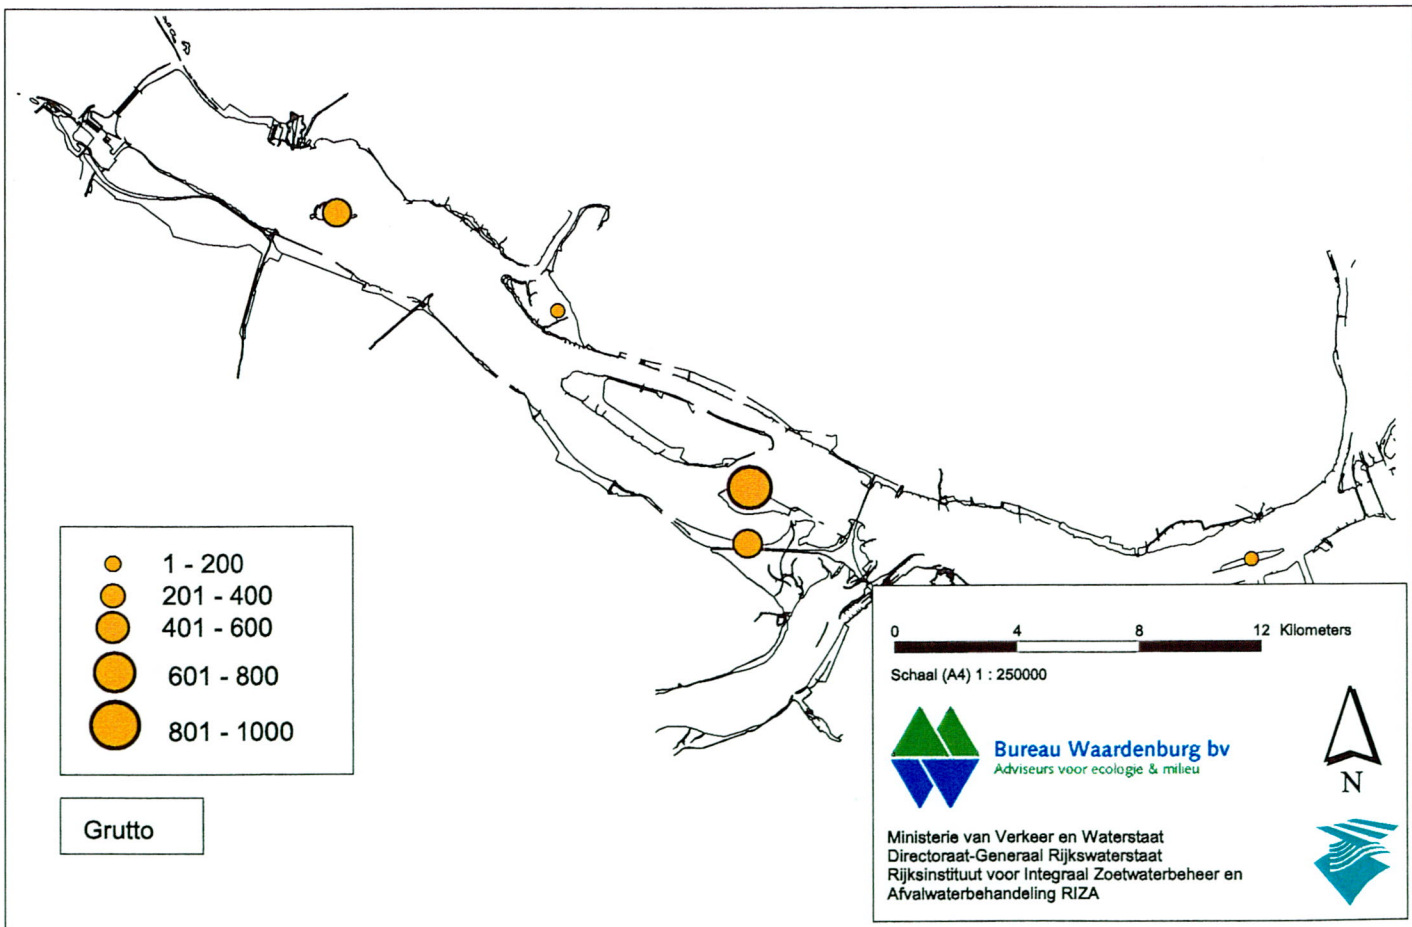 1 - 200
201 - 400
401 - 600
601 - 800
801 - 1000
Grutto
0 4 8 12 Kilometers
Schaal (A4) 1 : 250000
Bureau Waardenburg bv
Adviseurs voor ecologie & milieu
N
Ministerie van Verkeer en Waterstaat
Directoraat-Generaal Rijkswaterstaat
Rijksinstituut voor Integraal Zoetwaterbeheer en
Afvalwaterbehandeling RIZA